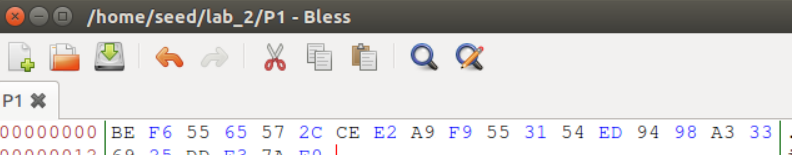 /home/seed/lab_2/P1 - Bless
P1
00000000 BE F6 55 65 57 2C CE E2 A9 F9 55 31 54 ED 94 98 A3 33